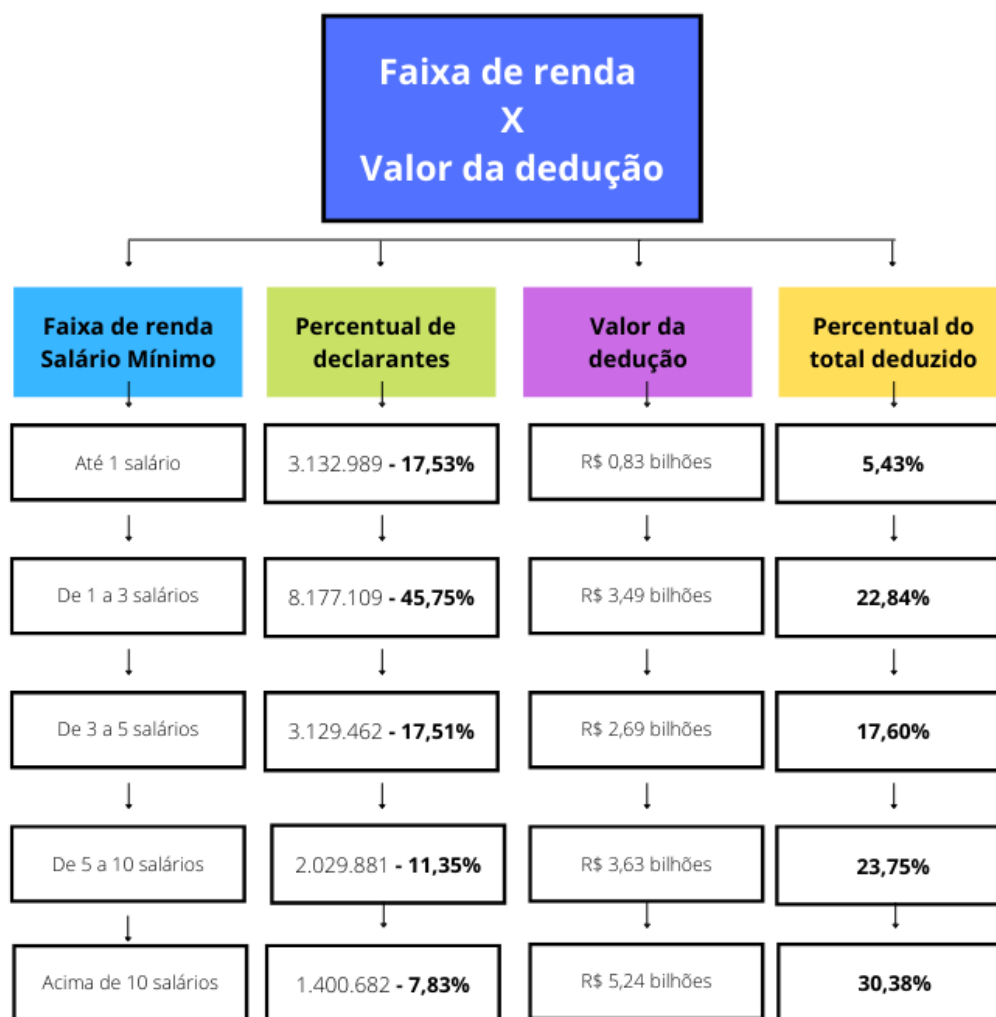 Faixa de renda
X
Valor da dedução
Faixa de renda
Salário Mínimo
Percentual de
declarantes
Valor da
dedução
Percentual do
total deduzido
Até 1 salário
3.132.989 - 17,53%
R$ 0,83 bilhões
5,43%
De 1 a 3 salários
8.177.109 - 45,75%
R$ 3,49 bilhões
22,84%
De 3 a 5 salários
3.129.462 - 17,51%
R$ 2,69 bilhões
17,60%
De 5 a 10 salários
2.029.881 - 11,35%
R$ 3,63 bilhões
23,75%
Acima de 10 salários
1.400.682 - 7,83%
R$ 5,24 bilhões
30,38%